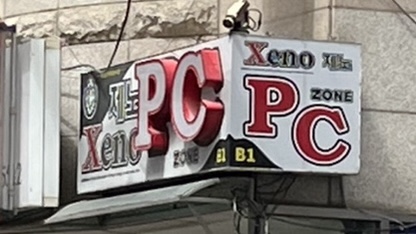 제노
Xeno
PC
ZONE
B1
Xeno 제노
PC
ZONE
B1